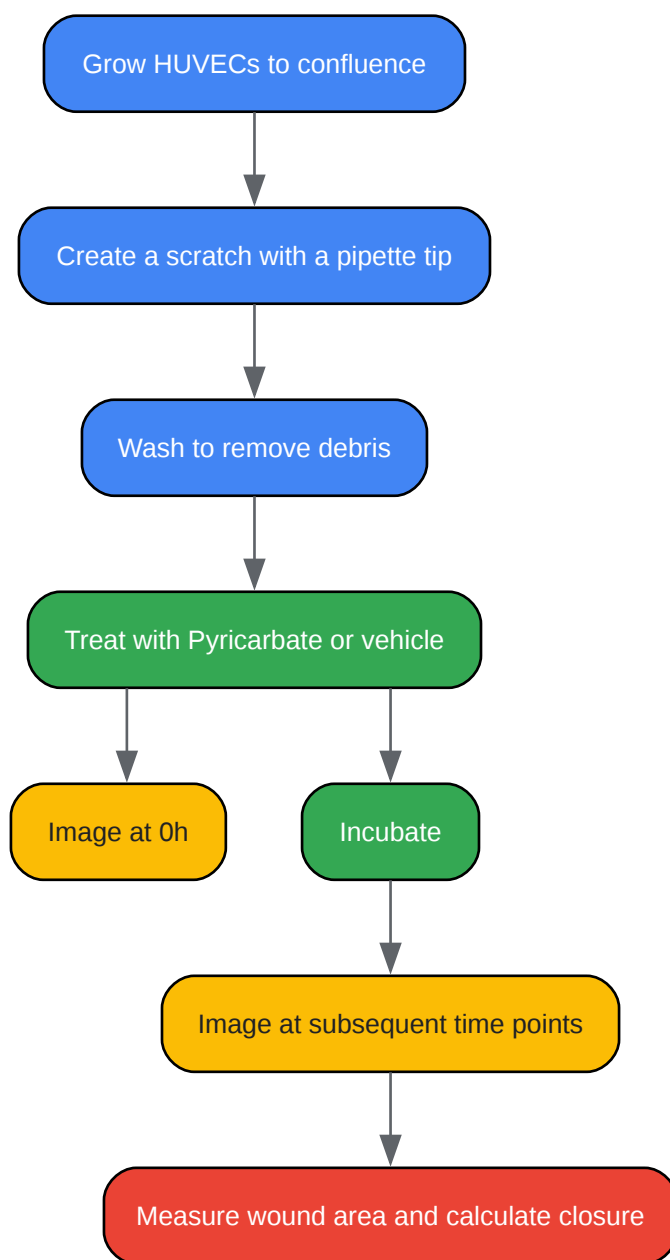 Grow HUVECs to confluence
Create a scratch with a pipette tip
Wash to remove debris
Treat with Pyricarbate or vehicle
Image at 0h
Incubate
Image at subsequent time points
Measure wound area and calculate closure